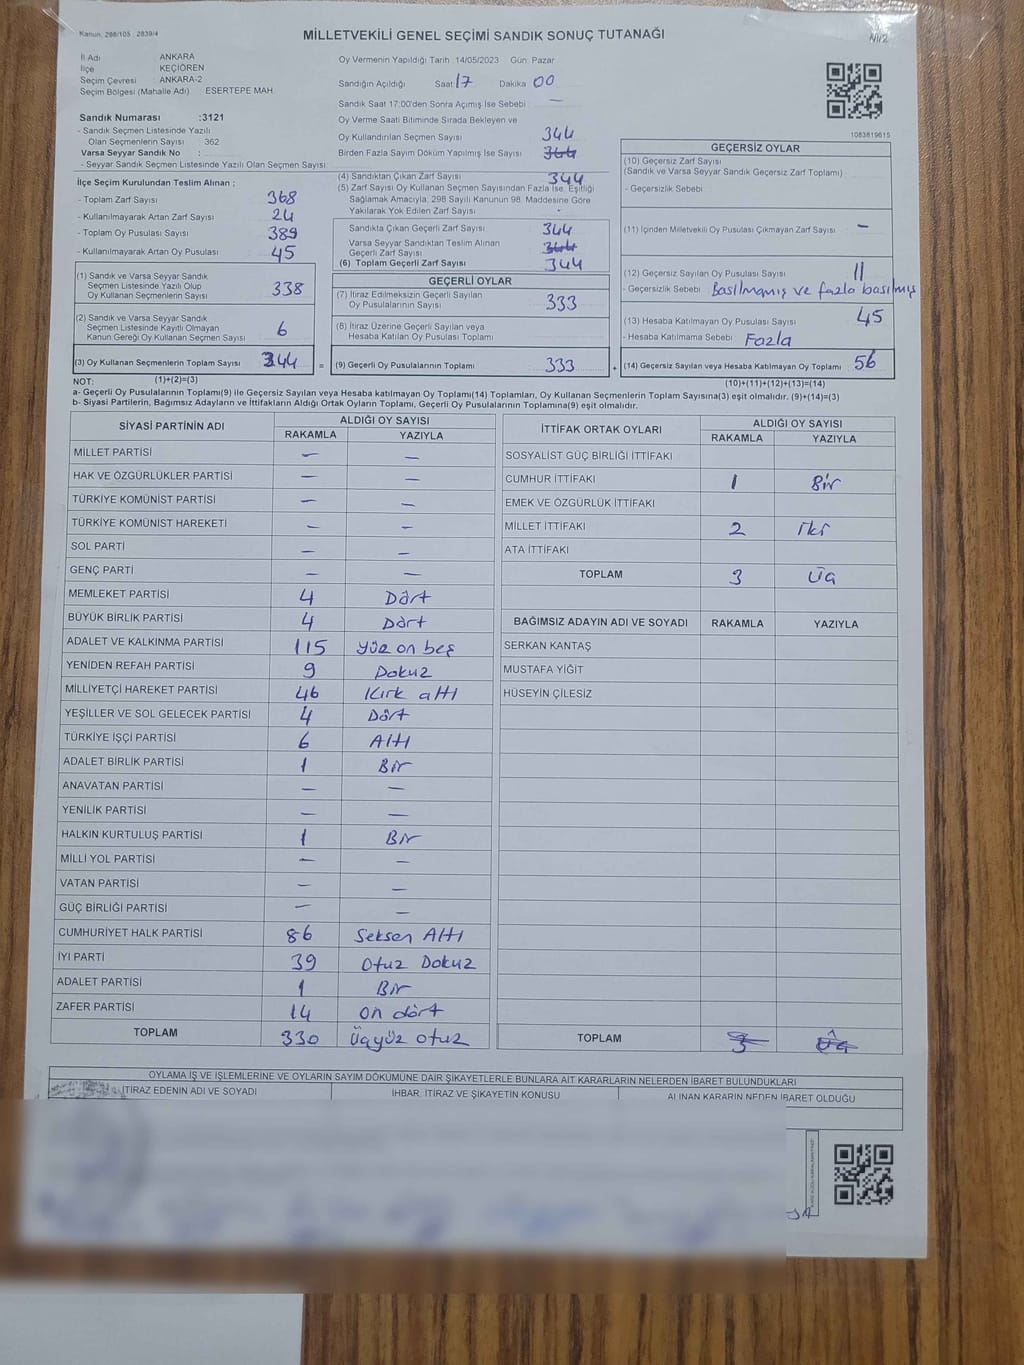 Kanun, 298/105 , 2839/4
MİLLETVEKİLİ GENEL SEÇİMİ SANDIK SONUÇ TUTANAĞI
İl Adı ANKARA
İlçe KEÇİÖREN
Seçim Çevresi ANKARA-2
Seçim Bölgesi (Mahalle Adı) ESERTEPE MAH.
Oy Vermenin Yapıldığı Tarih 14/05/2023 Gün: Pazar
Sandığın Açıldığı Saat 17 Dakika 00
Sandık Saat 17:00'den Sonra Açımış İse Sebebi : —
Sandık Numarası :3121
- Sandık Seçmen Listesinde Yazılı
Olan Seçmenlerin Sayısı : 362
Varsa Seyyar Sandık No :
- Seyyar Sandık Seçmen Listesinde Yazılı Olan Seçmen Sayısı:
Oy Verme Saati Bitiminde Sırada Bekleyen ve
Oy Kullandırılan Seçmen Sayısı 344
Birden Fazla Sayım Döküm Yapılmış İse Sayısı 344
1083819615
İlçe Seçim Kurulundan Teslim Alınan ;
- Toplam Zarf Sayısı 368
- Kullanılmayarak Artan Zarf Sayısı 24
- Toplam Oy Pusulası Sayısı 389
- Kullanılmayarak Artan Oy Pusulası 45
(1) Sandık ve Varsa Seyyar Sandık
Seçmen Listesinde Yazılı Olup
Oy Kullanan Seçmenlerin Sayısı 338
(2) Sandık ve Varsa Seyyar Sandık
Seçmen Listesinde Kayıtlı Olmayan
Kanun Gereği Oy Kullanan Seçmen Sayısı 6
(3) Oy Kullanan Seçmenlerin Toplam Sayısı 344
(4) Sandıktan Çıkan Zarf Sayısı 344
(5) Zarf Sayısı Oy Kullanan Seçmen Sayısından Fazla İse, Eşitliği
Sağlamak Amacıyla, 298 Sayılı Kanunun 98. Maddesine Göre
Yakılarak Yok Edilen Zarf Sayısı
Sandıkta Çıkan Geçerli Zarf Sayısı 344
Varsa Seyyar Sandıktan Teslim Alınan
Geçerli Zarf Sayısı 344
(6) Toplam Geçerli Zarf Sayısı 344
GEÇERLİ OYLAR
(7) İtiraz Edilmeksizin Geçerli Sayılan
Oy Pusulalarının Sayısı 333
(8) İtiraz Üzerine Geçerli Sayılan veya
Hesaba Katılan Oy Pusulalarının Toplamı
= (9) Geçerli Oy Pusulalarının Toplamı 333 +
GEÇERSİZ OYLAR
(10) Geçersiz Zarf Sayısı
(Sandık ve Varsa Seyyar Sandık Geçersiz Zarf Toplamı)
- Geçersizlik Sebebi
(11) İçinden Milletvekili Oy Pusulası Çıkmayan Zarf Sayısı —
(12) Geçersiz Sayılan Oy Pusulası Sayısı 11
- Geçersizlik Sebebi Basılmamış ve fazla basılmış
(13) Hesaba Katılmayan Oy Pusulası Sayısı 45
- Hesaba Katılmama Sebebi Fazla
(14) Geçersiz Sayılan veya Hesaba Katılmayan Oy Toplamı 56
NOT: (1)+(2)=(3) (10)+(11)+(12)+(13)=(14)
a- Geçerli Oy Pusulalarının Toplamı(9) ile Geçersiz Sayılan veya Hesaba katılmayan Oy Toplamı(14) Toplamları, Oy Kullanan Seçmenlerin Toplam Sayısına(3) eşit olmalıdır. (9)+(14)=(3)
b- Siyasi Partilerin, Bağımsız Adayların ve İttifakların Aldığı Ortak Oyların Toplamı, Geçerli Oy Pusulalarının Toplamına(9) eşit olmalıdır.
SİYASİ PARTİNİN ADI ALDIĞI OY SAYISI
RAKAMLA YAZIYLA
MİLLET PARTİSİ — —
HAK VE ÖZGÜRLÜKLER PARTİSİ — —
TÜRKİYE KOMÜNİST PARTİSİ — —
TÜRKİYE KOMÜNİST HAREKETİ — —
SOL PARTİ — —
GENÇ PARTİ — —
MEMLEKET PARTİSİ 4 Dört
BÜYÜK BİRLİK PARTİSİ 4 Dört
ADALET VE KALKINMA PARTİSİ 115 yüz on beş
YENİDEN REFAH PARTİSİ 9 Dokuz
MİLLİYETÇİ HAREKET PARTİSİ 46 Kırk altı
YEŞİLLER VE SOL GELECEK PARTİSİ 4 Dört
TÜRKİYE İŞÇİ PARTİSİ 6 Altı
ADALET BİRLİK PARTİSİ 1 Bir
ANAVATAN PARTİSİ — —
YENİLİK PARTİSİ — —
HALKIN KURTULUŞ PARTİSİ 1 Bir
MİLLİ YOL PARTİSİ — —
VATAN PARTİSİ — —
GÜÇ BİRLİĞİ PARTİSİ — —
CUMHURİYET HALK PARTİSİ 86 Seksen Altı
İYİ PARTİ 39 Otuz Dokuz
ADALET PARTİSİ 1 Bir
ZAFER PARTİSİ 14 on dört
TOPLAM 330 Üçyüz otuz
İTTİFAK ORTAK OYLARI ALDIĞI OY SAYISI
RAKAMLA YAZIYLA
SOSYALİST GÜÇ BİRLİĞİ İTTİFAKI
CUMHUR İTTİFAKI 1 Bir
EMEK VE ÖZGÜRLÜK İTTİFAKI
MİLLET İTTİFAKI 2 İki
ATA İTTİFAKI
TOPLAM 3 Üç
BAĞIMSIZ ADAYIN ADI VE SOYADI RAKAMLA YAZIYLA
SERKAN KANTAŞ
MUSTAFA YİĞİT
HÜSEYİN ÇİLESİZ
TOPLAM 3 Üç
OYLAMA İŞ VE İŞLEMLERİNE VE OYLARIN SAYIM DÖKÜMÜNE DAİR ŞİKAYETLERLE BUNLARA AİT KARARLARIN NELERDEN İBARET BULUNDUKLARI
İTİRAZ EDENİN ADI VE SOYADI İHBAR, İTİRAZ VE ŞİKAYETİN KONUSU ALINAN KARARIN NEDEN İBARET OLDUĞU